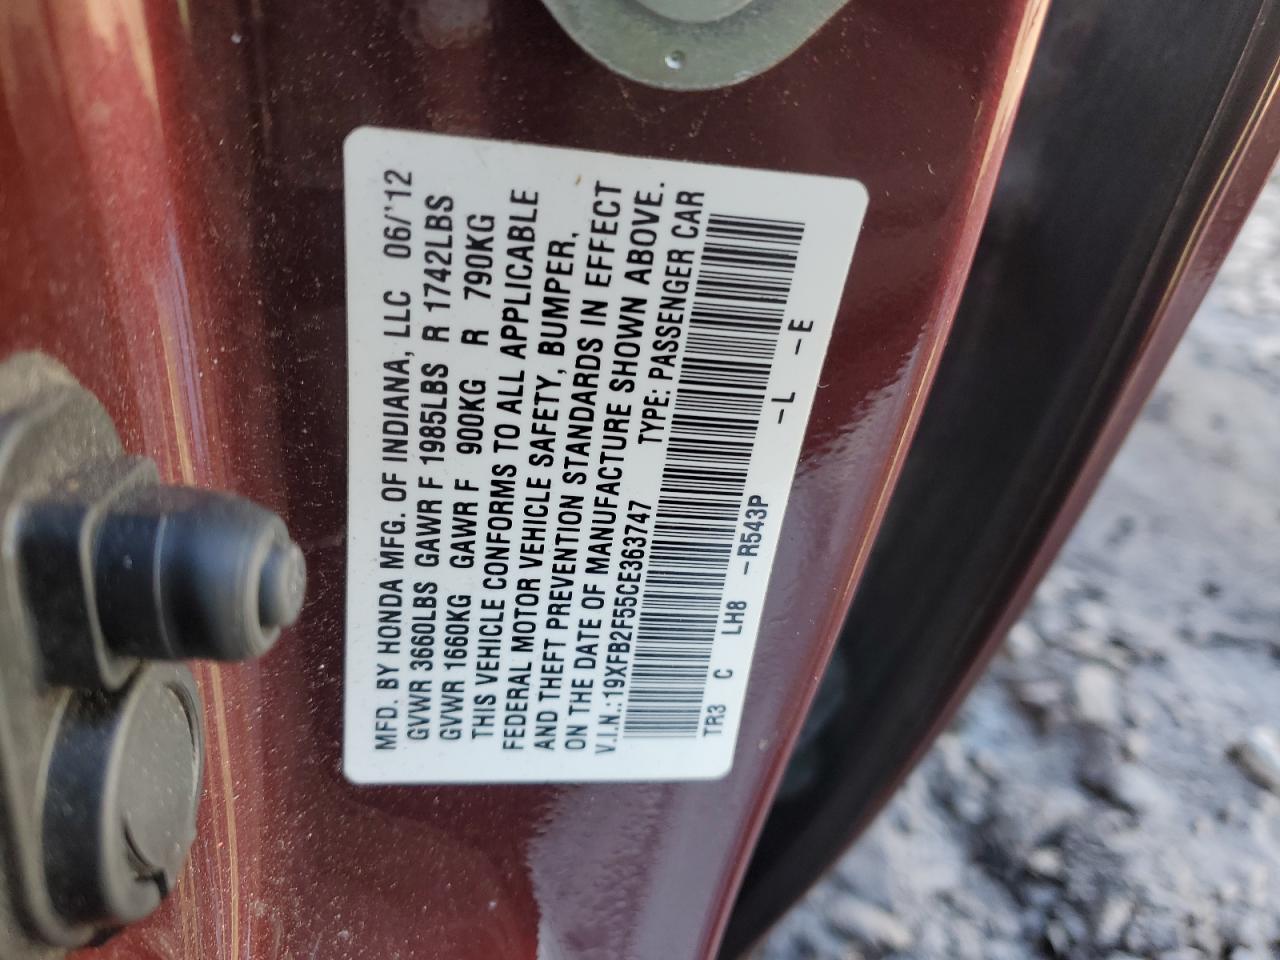 MFD. BY HONDA MFG. OF INDIANA, LLC 06/'12
GVWR 3660LBS GAWR F 1985LBS R 1742LBS
GVWR 1660KG GAWR F 900KG R 790KG
THIS VEHICLE CONFORMS TO ALL APPLICABLE
FEDERAL MOTOR VEHICLE SAFETY, BUMPER,
AND THEFT PREVENTION STANDARDS IN EFFECT
ON THE DATE OF MANUFACTURE SHOWN ABOVE.
V.I.N.:19XFB2F55CE363747 TYPE: PASSENGER CAR
TR3 C LH8 -R543P -L -E